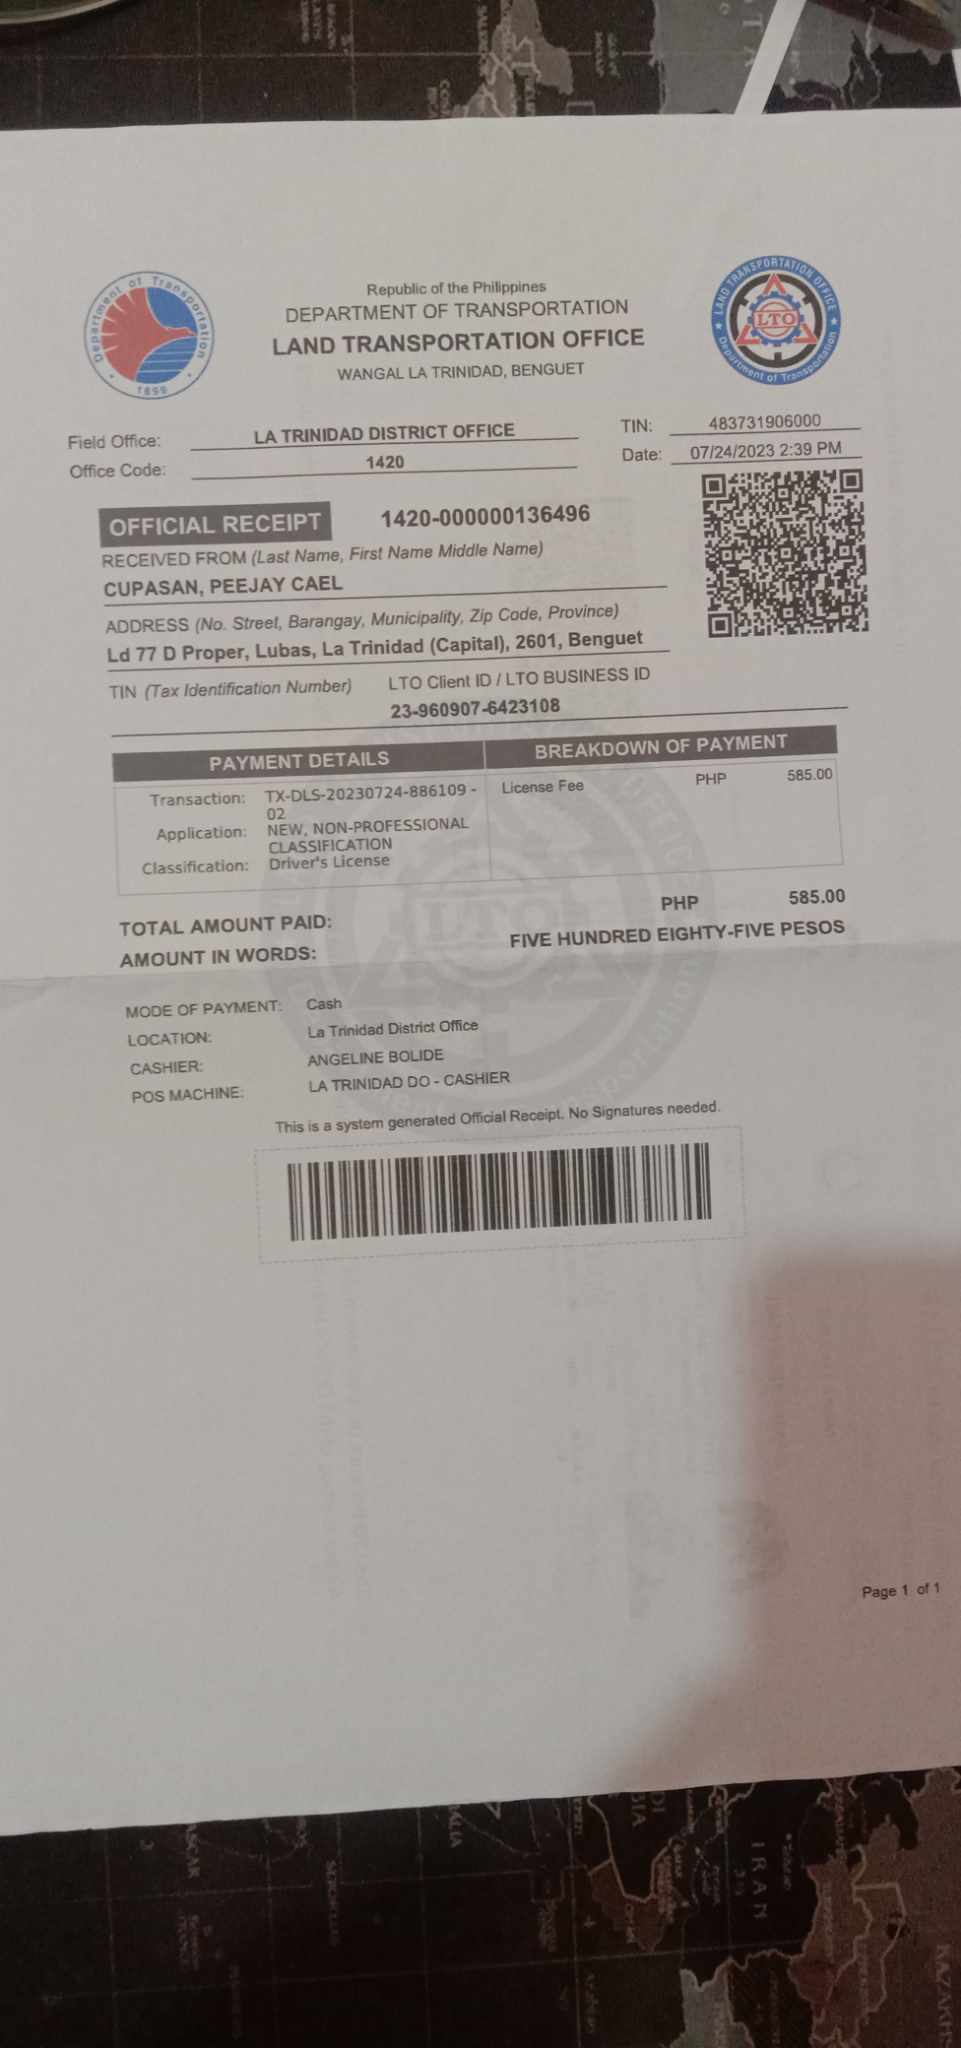 Republic of the Philippines
DEPARTMENT OF TRANSPORTATION
LAND TRANSPORTATION OFFICE
WANGAL LA TRINIDAD, BENGUET
Department of Transportation
1899
LAND TRANSPORTATION OFFICE
LTO
Department of Transportation
Field Office: LA TRINIDAD DISTRICT OFFICE TIN: 483731906000
Office Code: 1420 Date: 07/24/2023 2:39 PM
OFFICIAL RECEIPT 1420-000000136496
RECEIVED FROM (Last Name, First Name Middle Name)
CUPASAN, PEEJAY CAEL
ADDRESS (No. Street, Barangay, Municipality, Zip Code, Province)
Ld 77 D Proper, Lubas, La Trinidad (Capital), 2601, Benguet
TIN (Tax Identification Number) LTO Client ID / LTO BUSINESS ID
23-960907-6423108
PAYMENT DETAILS BREAKDOWN OF PAYMENT
Transaction: TX-DLS-20230724-886109 - License Fee PHP 585.00
02
Application: NEW, NON-PROFESSIONAL
CLASSIFICATION
Classification: Driver's License
TOTAL AMOUNT PAID: PHP 585.00
AMOUNT IN WORDS: FIVE HUNDRED EIGHTY-FIVE PESOS
MODE OF PAYMENT: Cash
LOCATION: La Trinidad District Office
CASHIER: ANGELINE BOLIDE
POS MACHINE: LA TRINIDAD DO - CASHIER
This is a system generated Official Receipt. No Signatures needed.
Page 1 of 1
IRAN